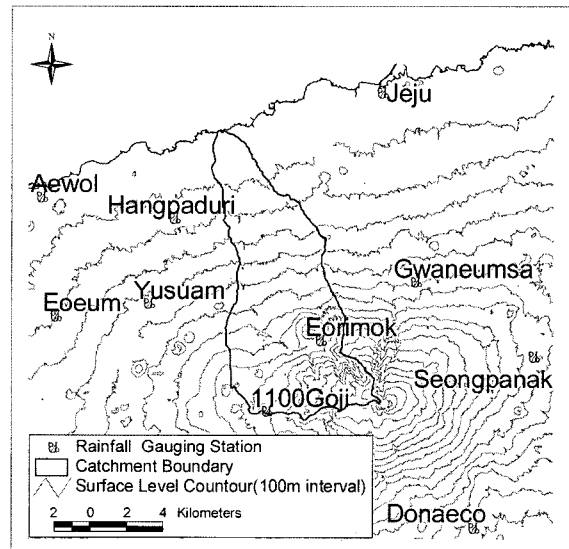 N
Jeju
Aewol
Hangpaduri
Gwaneumsa
Eoeum
Yusuam
Eorimok
Seongpanak
1100Goji
Rainfall Gauging Station
Catchment Boundary
Surface Level Countour(100m interval)
2 0 2 4 Kilometers
Donaeco